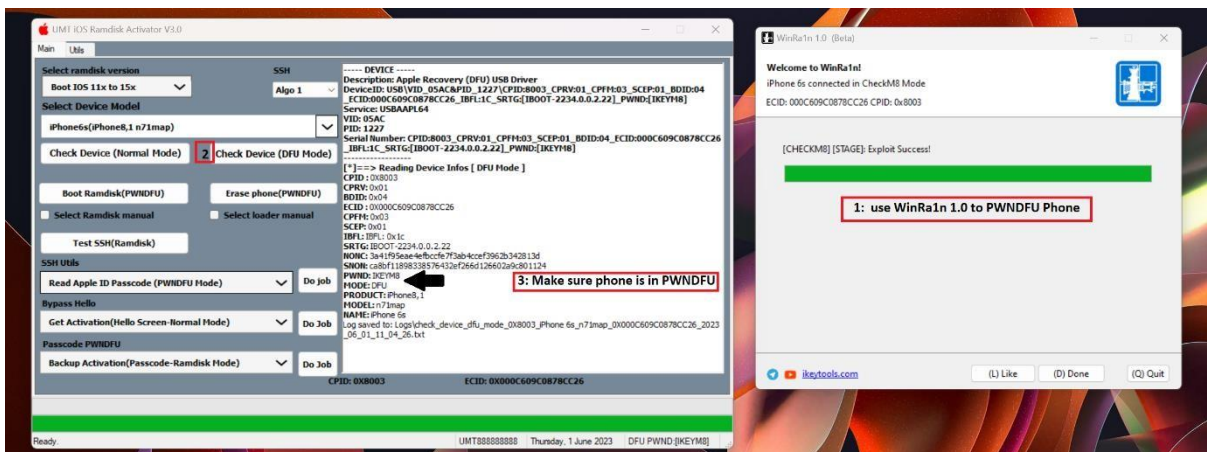 UMT iOS Ramdisk Activator V3.0
Main Utils
Select ramdisk version
SSH
Boot IOS 11x to 15x
Algo 1
Select Device Model
iPhone6s(iPhone8,1 n71map)
Check Device (Normal Mode)
2
Check Device (DFU Mode)
Boot Ramdisk(PWNDFU)
Erase phone(PWNDFU)
Select Ramdisk manual
Select loader manual
Test SSH(Ramdisk)
SSH Utils
Read Apple ID Passcode (PWNDFU Mode)
Do job
Bypass Hello
Get Activation(Hello Screen-Normal Mode)
Do Job
Passcode PWNDFU
Backup Activation(Passcode-Ramdisk Mode)
Do Job
----- DEVICE -----
Description: Apple Recovery (DFU) USB Driver
DeviceID: USB\VID_05AC&PID_1227\CPID:8003_CPRV:01_CPFM:03_SCEP:01_BDID:04
_ECID:000C609C0878CC26_IBFL:1C_SRTG:[IBOOT-2234.0.0.2.22]_PWND:[IKEYM8]
Service: USBAAPL64
VID: 05AC
PID: 1227
Serial Number: CPID:8003_CPRV:01_CPFM:03_SCEP:01_BDID:04_ECID:000C609C0878CC26
_IBFL:1C_SRTG:[IBOOT-2234.0.0.2.22]_PWND:[IKEYM8]
------------------
[*]==> Reading Device Infos [ DFU Mode ]
CPID : 0X8003
CPRV: 0x01
BDID: 0x04
ECID : 0X000C609C0878CC26
CPFM: 0x03
SCEP: 0x01
IBFL: IBFL: 0x1c
SRTG: IBOOT-2234.0.0.2.22
NONC: 3a41f95eae4efbccfe7f3ab4ccef3962b342813d
SNON: ca8bf11898338576432ef266d126602a9c801124
PWND: IKEYM8
MODE: DFU
3: Make sure phone is in PWNDFU
PRODUCT: iPhone8,1
MODEL: n71map
NAME: iPhone 6s
Log saved to: Logs\check_device_dfu_mode_0X8003_iPhone 6s_n71map_0X000C609C0878CC26_2023
_06_01_11_04_26.txt
CPID: 0X8003
ECID: 0X000C609C0878CC26
Ready.
UMT888888888
Thursday, 1 June 2023
DFU PWND:[IKEYM8]
WinRa1n 1.0 (Beta)
Welcome to WinRa1n!
iPhone 6s connected in CheckM8 Mode
ECID: 000C609C0878CC26 CPID: 0x8003
[CHECKM8] [STAGE]: Exploit Success!
1: use WinRa1n 1.0 to PWNDFU Phone
ikeytools.com
(L) Like
(D) Done
(Q) Quit